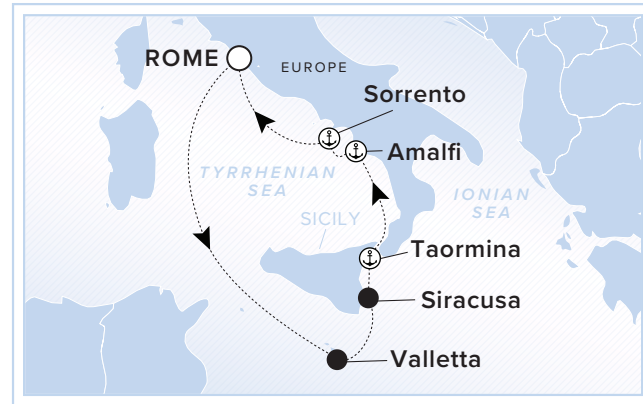 ROME
EUROPE
Sorrento
Amalfi
TYRRHENIAN
SEA
IONIAN
SEA
SICILY
Taormina
Siracusa
Valletta